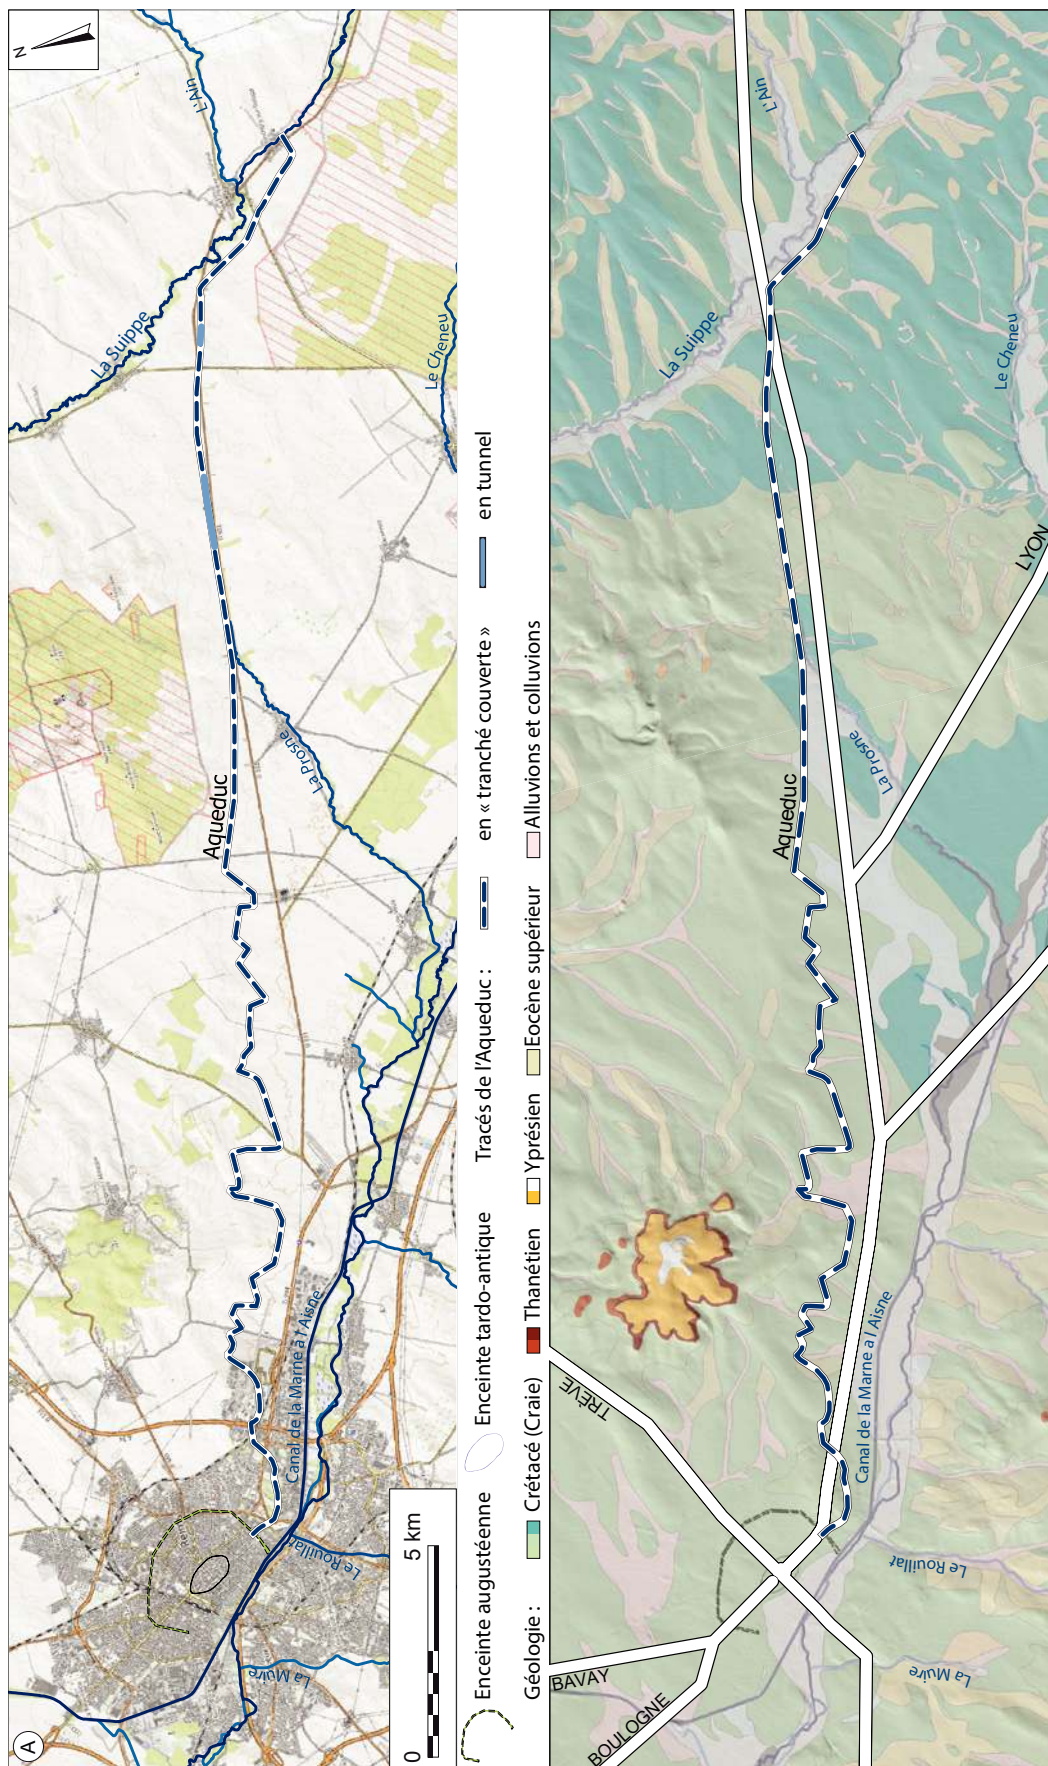 A
N
L'Ain
La Suippe
Le Cheneu
La Prosne
Aqueduc
Canal de la Marne à l'Aisne
Reims
Le Rouillat
La Muire
0 5 km
Enceinte augustéenne
Enceinte tardo-antique
Tracés de l'Aqueduc :
en « tranché couverte »
en tunnel
Géologie :
Crétacé (Craie)
Thanétien
Yprésien
Eocène supérieur
Alluvions et colluvions
BAVAY
BOULOGNE
TRÊVE
LYON
Aqueduc
L'Ain
La Suippe
Le Cheneu
La Prosne
Canal de la Marne à l Aisne
Le Rouillat
La Muire